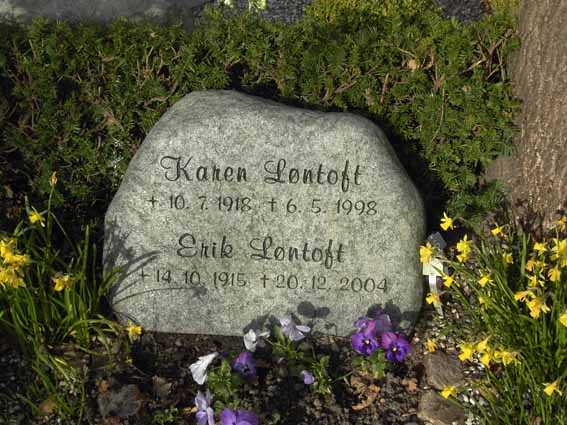 Karen Løntoft
+ 10. 7. 1918 + 6. 5. 1998
Erik Løntoft
+ 14. 10. 1915 + 20. 12. 2004